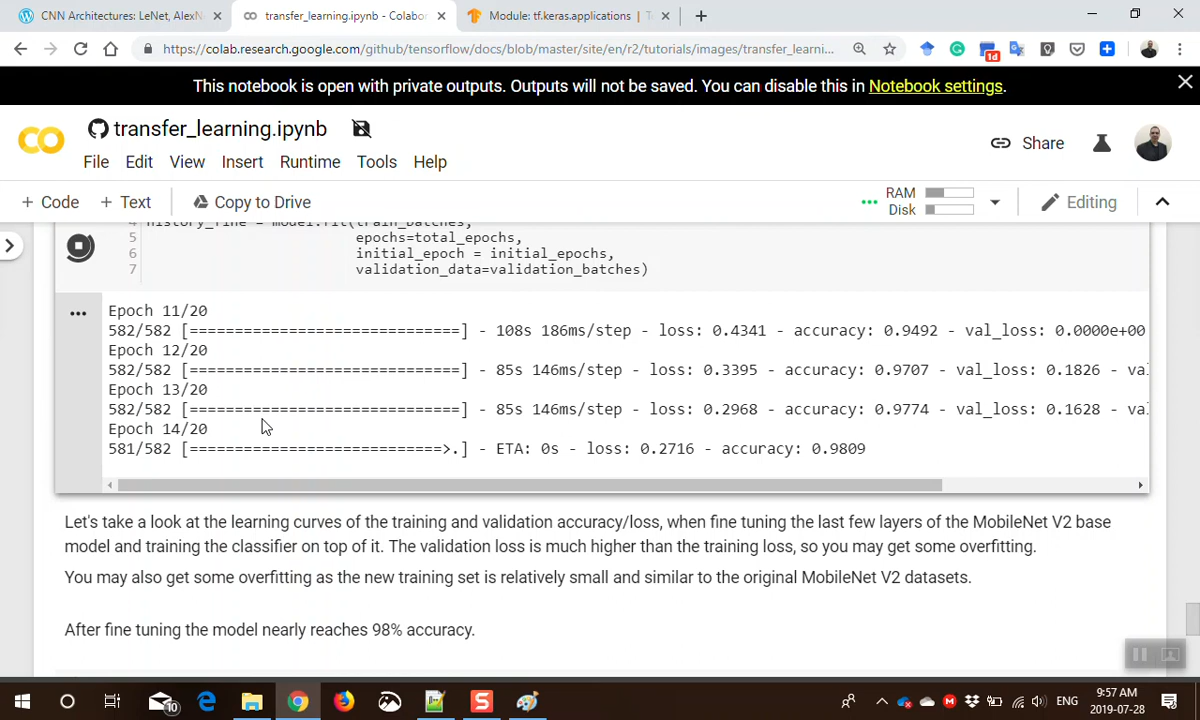 CNN Architectures: LeNet, AlexN
transfer_learning.ipynb - Colabor
Module: tf.keras.applications | T
https://colab.research.google.com/github/tensorflow/docs/blob/master/site/en/r2/tutorials/images/transfer_learni...
1d
This notebook is open with private outputs. Outputs will not be saved. You can disable this in Notebook settings.
transfer_learning.ipynb
Share
File Edit View Insert Runtime Tools Help
+ Code + Text Copy to Drive
RAM
Disk
Editing
4 history_fine = model.fit(train_batches,
5 epochs=total_epochs,
6 initial_epoch = initial_epochs,
7 validation_data=validation_batches)
Epoch 11/20
582/582 [==============================] - 108s 186ms/step - loss: 0.4341 - accuracy: 0.9492 - val_loss: 0.0000e+00
Epoch 12/20
582/582 [==============================] - 85s 146ms/step - loss: 0.3395 - accuracy: 0.9707 - val_loss: 0.1826 - va
Epoch 13/20
582/582 [==============================] - 85s 146ms/step - loss: 0.2968 - accuracy: 0.9774 - val_loss: 0.1628 - va
Epoch 14/20
581/582 [============================>.] - ETA: 0s - loss: 0.2716 - accuracy: 0.9809
Let's take a look at the learning curves of the training and validation accuracy/loss, when fine tuning the last few layers of the MobileNet V2 base
model and training the classifier on top of it. The validation loss is much higher than the training loss, so you may get some overfitting.
You may also get some overfitting as the new training set is relatively small and similar to the original MobileNet V2 datasets.
After fine tuning the model nearly reaches 98% accuracy.
10
ENG
9:57 AM
2019-07-28